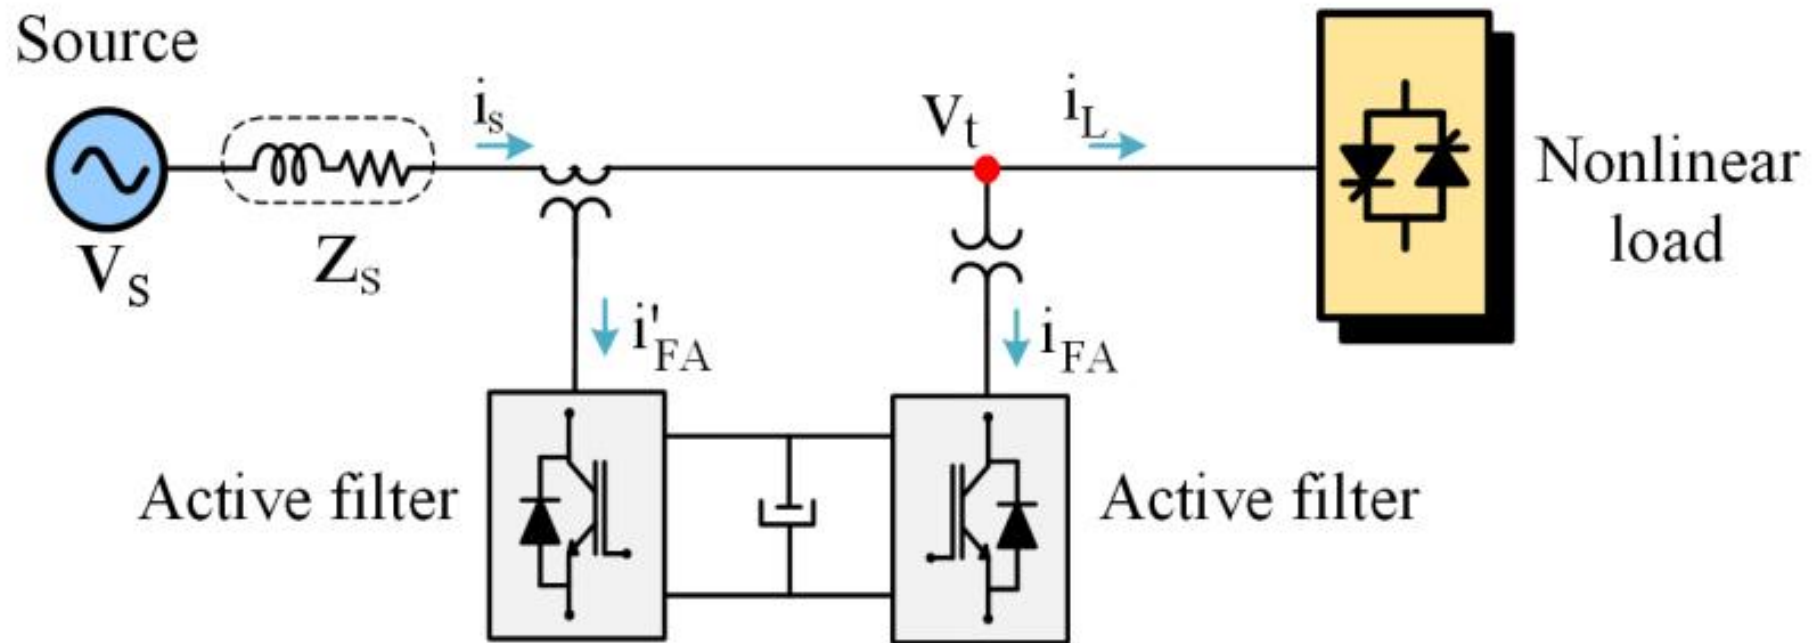 Source
V_S
Z_S
i_s
V_t
i_L
Nonlinear
load
i'_FA
i_FA
Active filter
Active filter